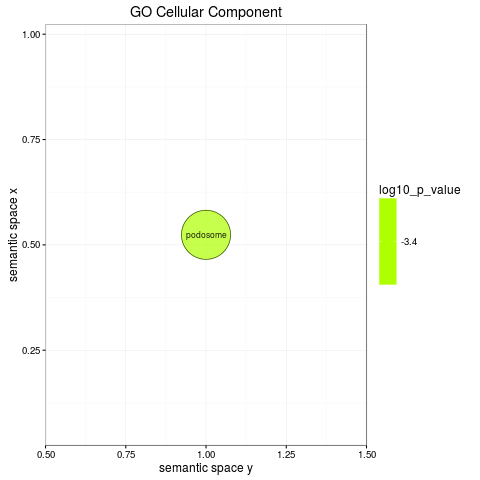 GO Cellular Component
1.00
0.75
0.50
0.25
semantic space x
podosome
0.50 0.75 1.00 1.25 1.50
semantic space y
log10_p_value
-3.4